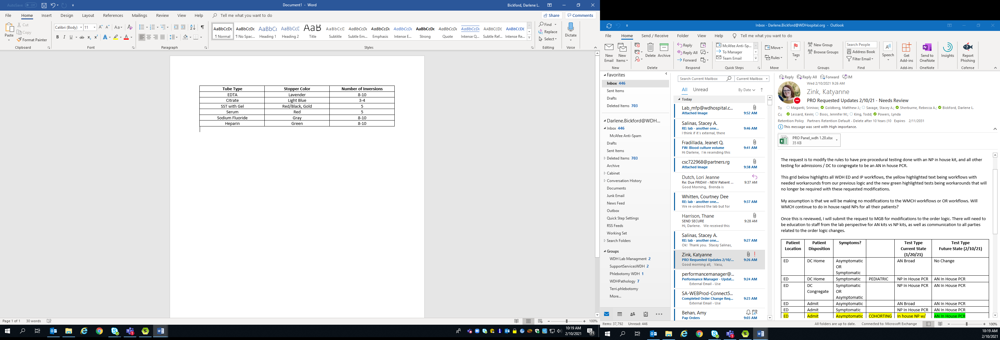 AutoSave Off
Document1 - Word
Bickford, Darlene L.
File Home Insert Design Layout References Mailings Review View Help Tell me what you want to do
Share Comments
Paste
Cut
Copy
Format Painter
Clipboard
Calibri (Body) 11
Font
Paragraph
AaBbCcDc AaBbCcDc AaBbCc AaBbCcE AaB AaBbCcD AaBbCcDc AaBbCcDc AaBbCcDc AaBbCcDc AaBbCcDc AaBbCcDc AaBbCcDc AaBbCcDc
¶ Normal ¶ No Spac... Heading 1 Heading 2 Title Subtitle Subtle Em... Emphasis Intense E... Strong Quote Intense Q... Subtle Ref... Intense Re...
Styles
Find
Replace
Select
Editing
Dictate
Voice
Tube Type Stopper Color Number of Inversions
EDTA Lavender 8-10
Citrate Light Blue 3-4
SST with Gel Red/Black, Gold 5
Serum Red 5
Sodium Fluoride Gray 8-10
Heparin Green 8-10
Page 1 of 1 30 words
100%
10:19 AM
2/10/2021
Inbox - Darlene.Bickford@WDHospital.org - Outlook
File Home Send / Receive Folder View Help Tell me what you want to do
New Email
New Items
New
Delete Archive
Delete
Reply
Reply All
Forward
Respond
McAfee Anti-Sp...
To Manager
Team Email
Quick Steps
Move
Rules
Move
Tags
New Group
Browse Groups
Groups
Search People
Address Book
Filter Email
Find
Speech
Get Add-ins
Add-ins
Send to OneNote
OneNote
Insights
Report Phishing
Cofense
Favorites
Inbox 446
Sent Items
Drafts
Deleted Items 703
Darlene.Bickford@WDH...
Inbox 446
McAfee Anti-Spam
Drafts
Sent Items
Deleted Items 703
Archive
Cabinet
Conversation History
Documents
Junk Email
News Feed
Outbox
Quick Step Settings
RSS Feeds
Working Set
Search Folders
Groups
WDH Lab Managment 2
SupportServicesWDH 2
Phlebotomy WDH 1
WDHPathology 7
Terri.phlebotomy
More...
Search Current Mailbox Current Mailbox
All Unread By Date
Today
Lab_mfp@wdhospital.c...
Attached Image 9:52 AM
Salinas, Stacey A.
RE: lab - another one... 9:46 AM
I think if it's external, there
Fradillada, Jeanet Q.
FW: Blood culture volume 9:41 AM
Hi Darlene, I'm resending this
csc722968@partners.rg
Attached Image 9:38 AM
Dutch, Lori Jeanne
Re: Due FRIDAY - NEW Patient ... 9:37 AM
Good Morning, Brenda is
Whitten, Courtney Dee
RE: lab - another one... 9:37 AM
We re-ordered the lab but for
Harrison, Thane
SEND SECURE 9:28 AM
Hi, Darlene. We received this
Salinas, Stacey A.
RE: lab - another one... 9:27 AM
Ok! Thank you. Stacey Salinas,
Zink, Katyanne
PRO Requested Updates 2/10/... 9:26 AM
Good morning all, Vasu,
performancemanager@...
Performance Manager - Updat... 9:24 AM
External Email - Use
SA-WEBProd-Connect5...
Completed Order Change Req... 9:23 AM
External Email - Use
Behan, Amy
Pap Orders 9:03 AM
Reply Reply All Forward IM
Wed 2/10/2021 9:26 AM
Zink, Katyanne
PRO Requested Updates 2/10/21 - Needs Review
To Maganti, Srinivas; Goldberg, Matthew J.; Savage, Stacey A.; Sherburne, Rebecca A.; Bickford, Darlene L.
Cc Lessard, Kevin; Boos, Jennifer M.; King, Todd; Powers, Lynda
Retention Policy Partners Retention Default - Delete after 10 Years (10 Expires 2/11/2031
This message was sent with High importance.
PRO Panel_wdh 1.20.xlsx
35 KB
The request is to modify the rules to have pre-procedural testing done with an NP in house kit, and all other
testing for admissions / DC to congregate to be an AN in house PCR.
This grid below highlights all WDH ED and IP workflows, the yellow highlighted text being workflows with
needed workarounds from our previous logic and the new green highlighted tests being workarounds that will
no longer be required with these requested modifications.
My assumption is that we will be making no modifications to the WMCH workflows or OR workflows. Will
WMCH continue to do in house rapid NPs for all their patients?
Once this is reviewed, I will submit the request to MGB for modifications to the order logic. There will need to
be education to staff from the lab perspective for AN kits vs NP kits, as well as communication to all parties
related to the order logic changes.
Patient Location Patient Disposition Symptoms? Test Type Current State (1/20/21) Test Type Future State (2/10/21)
ED DC Home Asymptomatic OR Symptomatic AN Broad No Change
ED DC Home Symptomatic PEDIATRIC NP In House PCR AN In House PCR
ED DC Congregate Symptomatic OR Asymptomatic NP In House PCR AN In House PCR
ED Admit Asymptomatic AN Broad AN In House PCR
ED Admit Symptomatic NP In House PCR AN In House PCR
ED Admit Asymptomatic COHORTING In house NP w/ AN In House PCR
Items: 37,792 Unread: 446
All folders are up to date. Connected to: Microsoft Exchange
100%
10:19 AM
2/10/2021